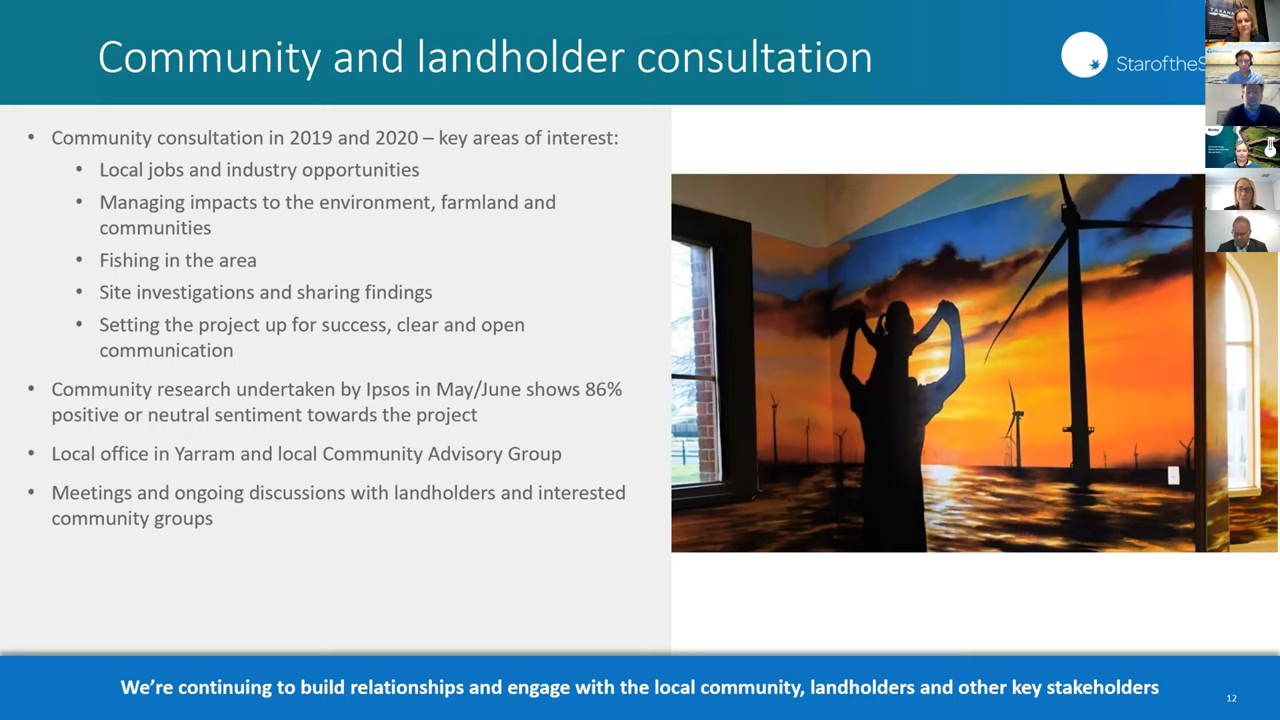 Community and landholder consultation
StaroftheS
• Community consultation in 2019 and 2020 – key areas of interest:
• Local jobs and industry opportunities
• Managing impacts to the environment, farmland and
communities
• Fishing in the area
• Site investigations and sharing findings
• Setting the project up for success, clear and open
communication
• Community research undertaken by Ipsos in May/June shows 86%
positive or neutral sentiment towards the project
• Local office in Yarram and local Community Advisory Group
• Meetings and ongoing discussions with landholders and interested
community groups
We’re continuing to build relationships and engage with the local community, landholders and other key stakeholders
12